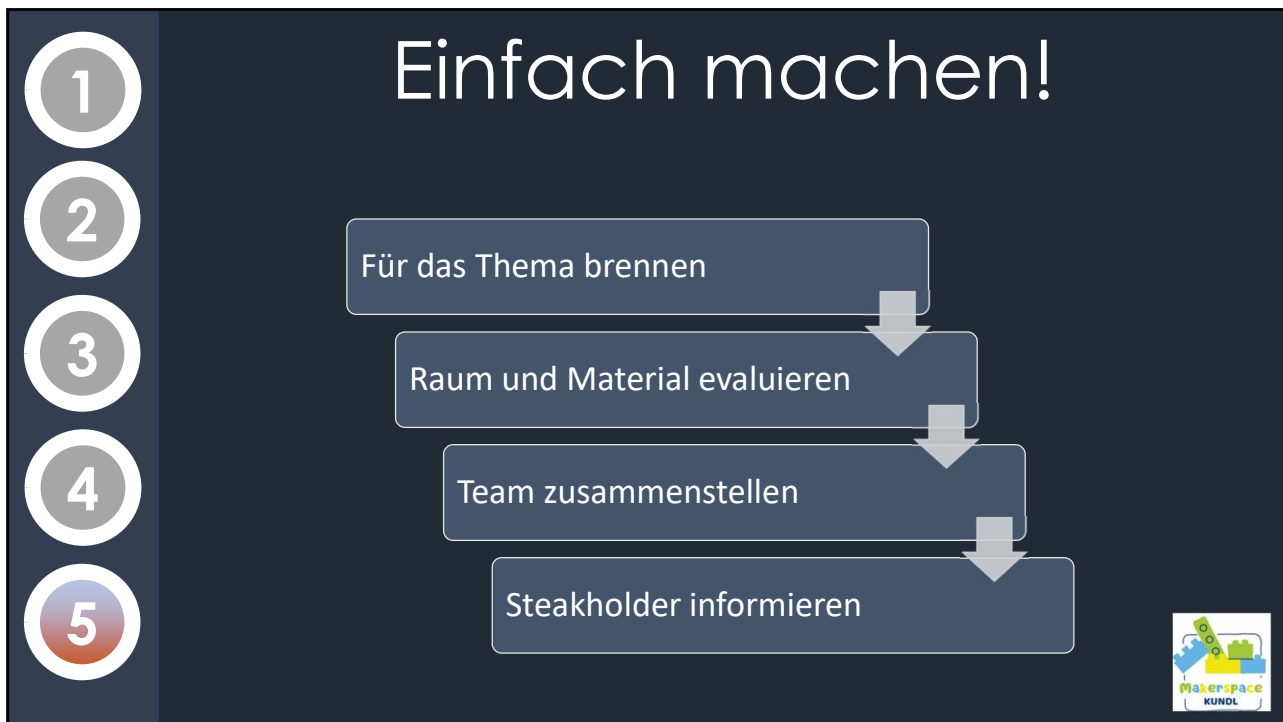 Einfach machen!
1
2
3
4
5
Für das Thema brennen
Raum und Material evaluieren
Team zusammenstellen
Steakholder informieren
Makerspace
KUNDL